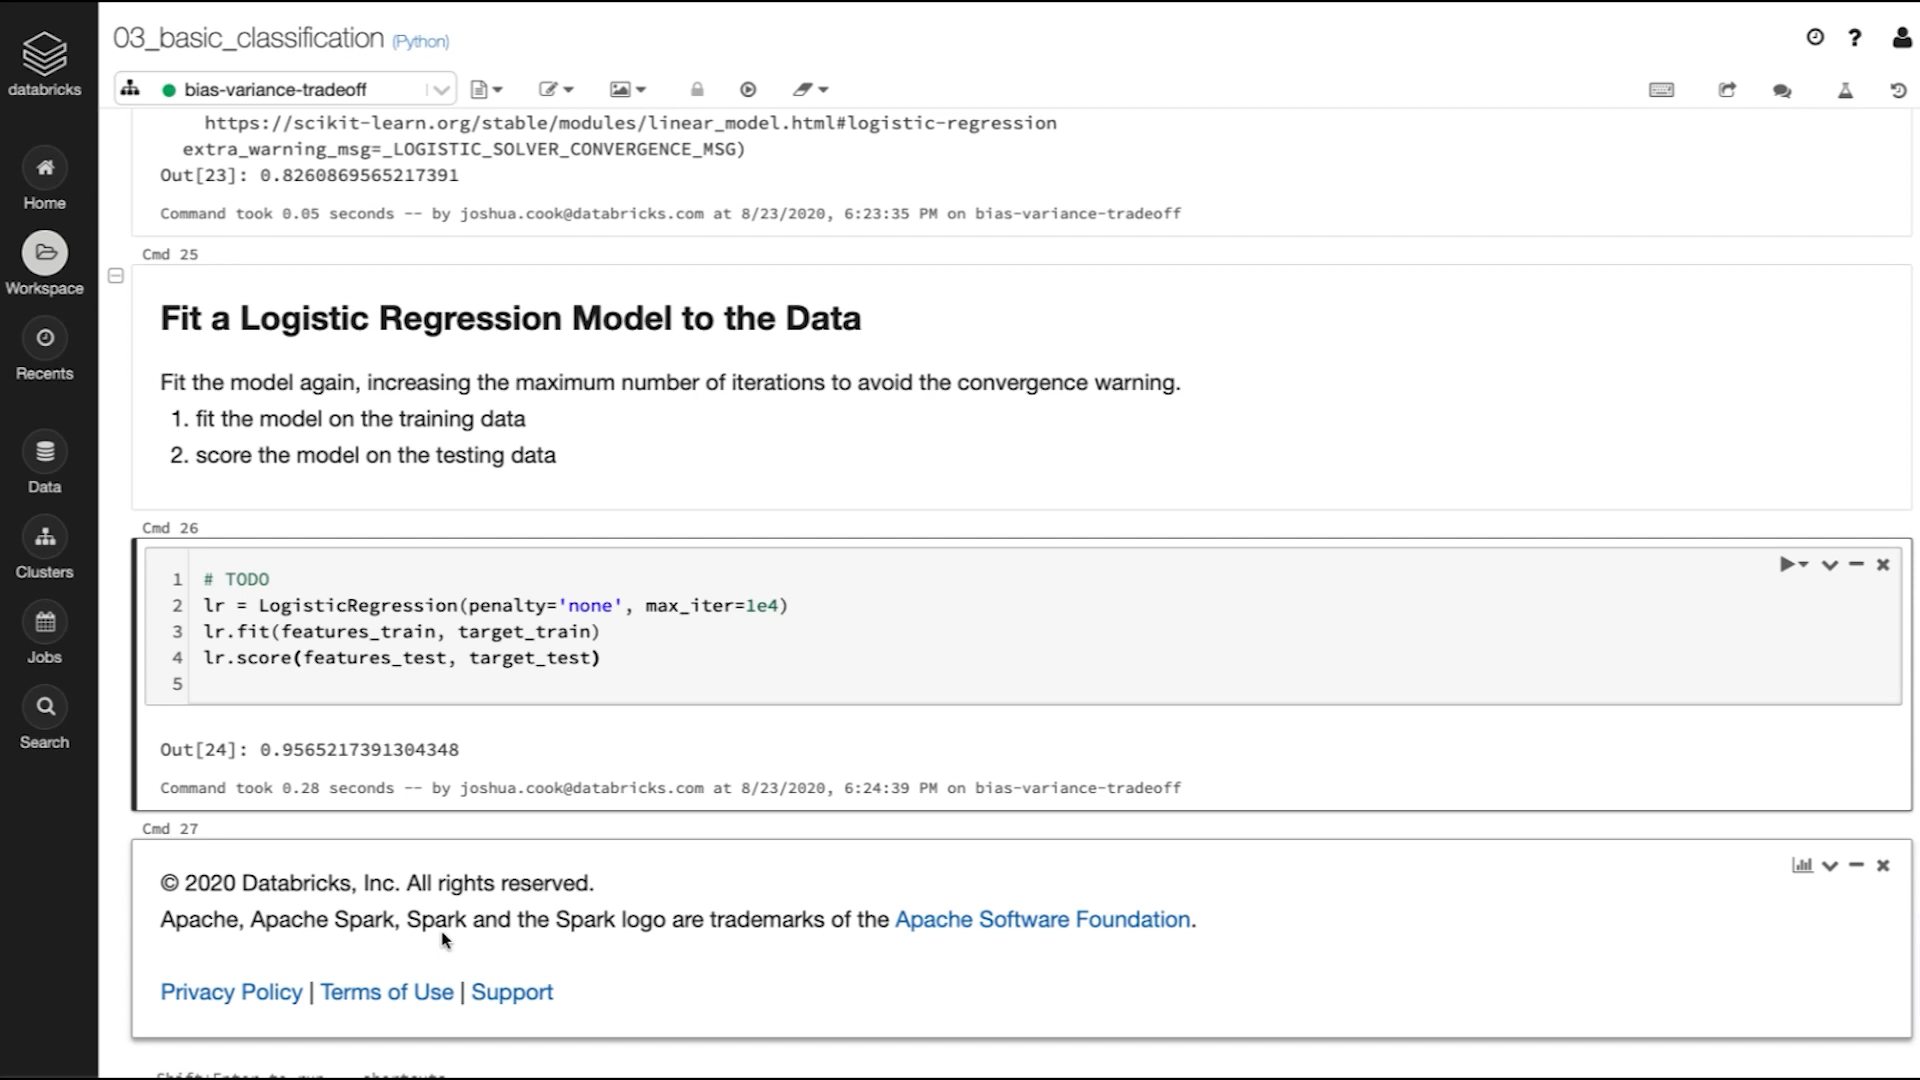 03_basic_classification (Python)
databricks
bias-variance-tradeoff
https://scikit-learn.org/stable/modules/linear_model.html#logistic-regression
extra_warning_msg=_LOGISTIC_SOLVER_CONVERGENCE_MSG)
Out[23]: 0.8260869565217391
Command took 0.05 seconds -- by joshua.cook@databricks.com at 8/23/2020, 6:23:35 PM on bias-variance-tradeoff
Home
Workspace
Recents
Data
Clusters
Jobs
Search
Cmd 25
Fit a Logistic Regression Model to the Data
Fit the model again, increasing the maximum number of iterations to avoid the convergence warning.
1. fit the model on the training data
2. score the model on the testing data
Cmd 26
1 # TODO
2 lr = LogisticRegression(penalty='none', max_iter=1e4)
3 lr.fit(features_train, target_train)
4 lr.score(features_test, target_test)
5
Out[24]: 0.9565217391304348
Command took 0.28 seconds -- by joshua.cook@databricks.com at 8/23/2020, 6:24:39 PM on bias-variance-tradeoff
Cmd 27
© 2020 Databricks, Inc. All rights reserved.
Apache, Apache Spark, Spark and the Spark logo are trademarks of the Apache Software Foundation.
Privacy Policy | Terms of Use | Support